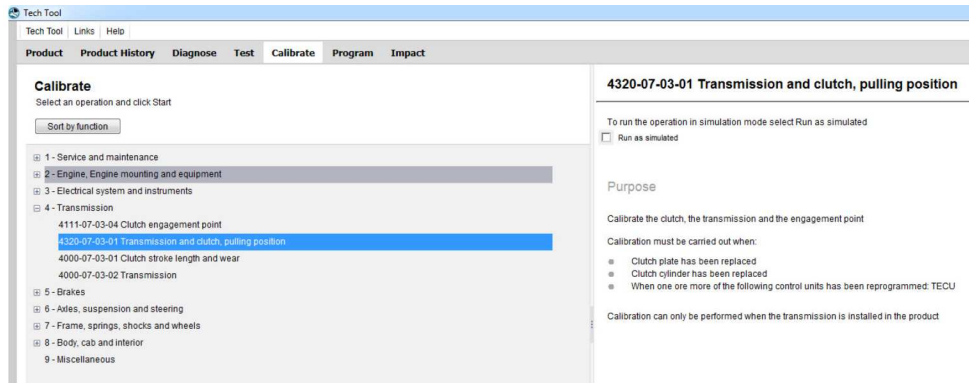 Tech Tool
Tech Tool Links Help
Product Product History Diagnose Test Calibrate Program Impact
Calibrate
Select an operation and click Start
Sort by function
1 - Service and maintenance
2 - Engine, Engine mounting and equipment
3 - Electrical system and instruments
4 - Transmission
4111-07-03-04 Clutch engagement point
4320-07-03-01 Transmission and clutch, pulling position
4000-07-03-01 Clutch stroke length and wear
4000-07-03-02 Transmission
5 - Brakes
6 - Axles, suspension and steering
7 - Frame, springs, shocks and wheels
8 - Body, cab and interior
9 - Miscellaneous
4320-07-03-01 Transmission and clutch, pulling position
To run the operation in simulation mode select Run as simulated
Run as simulated
Purpose
Calibrate the clutch, the transmission and the engagement point
Calibration must be carried out when:
Clutch plate has been replaced
Clutch cylinder has been replaced
When one ore more of the following control units has been reprogrammed: TECU
Calibration can only be performed when the transmission is installed in the product